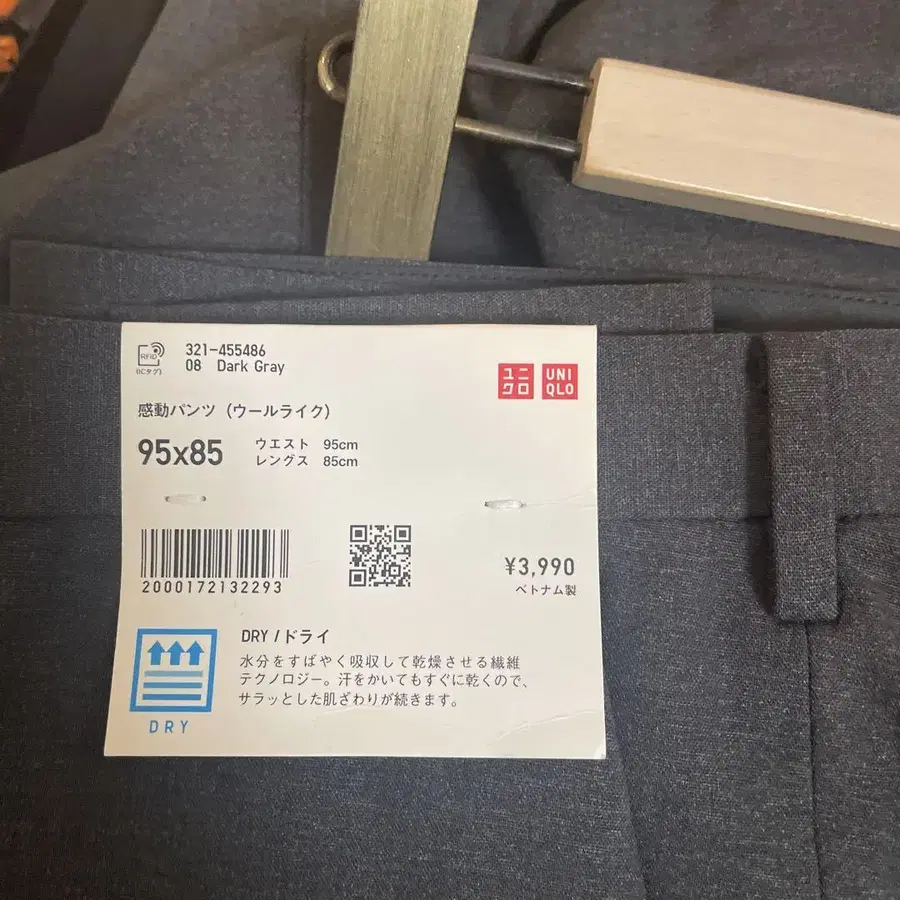 RFID
(ICタグ)
321-455486
08 Dark Gray
ユニ
クロ
UNI
QLO
感動パンツ (ウールライク)
95x85
ウエスト 95cm
レングス 85cm
2000172132293
¥3,990
ベトナム製
DRY
DRY /ドライ
水分をすばやく吸収して乾燥させる繊維
テクノロジー。汗をかいてもすぐに乾くので、
サラッとした肌ざわりが続きます。